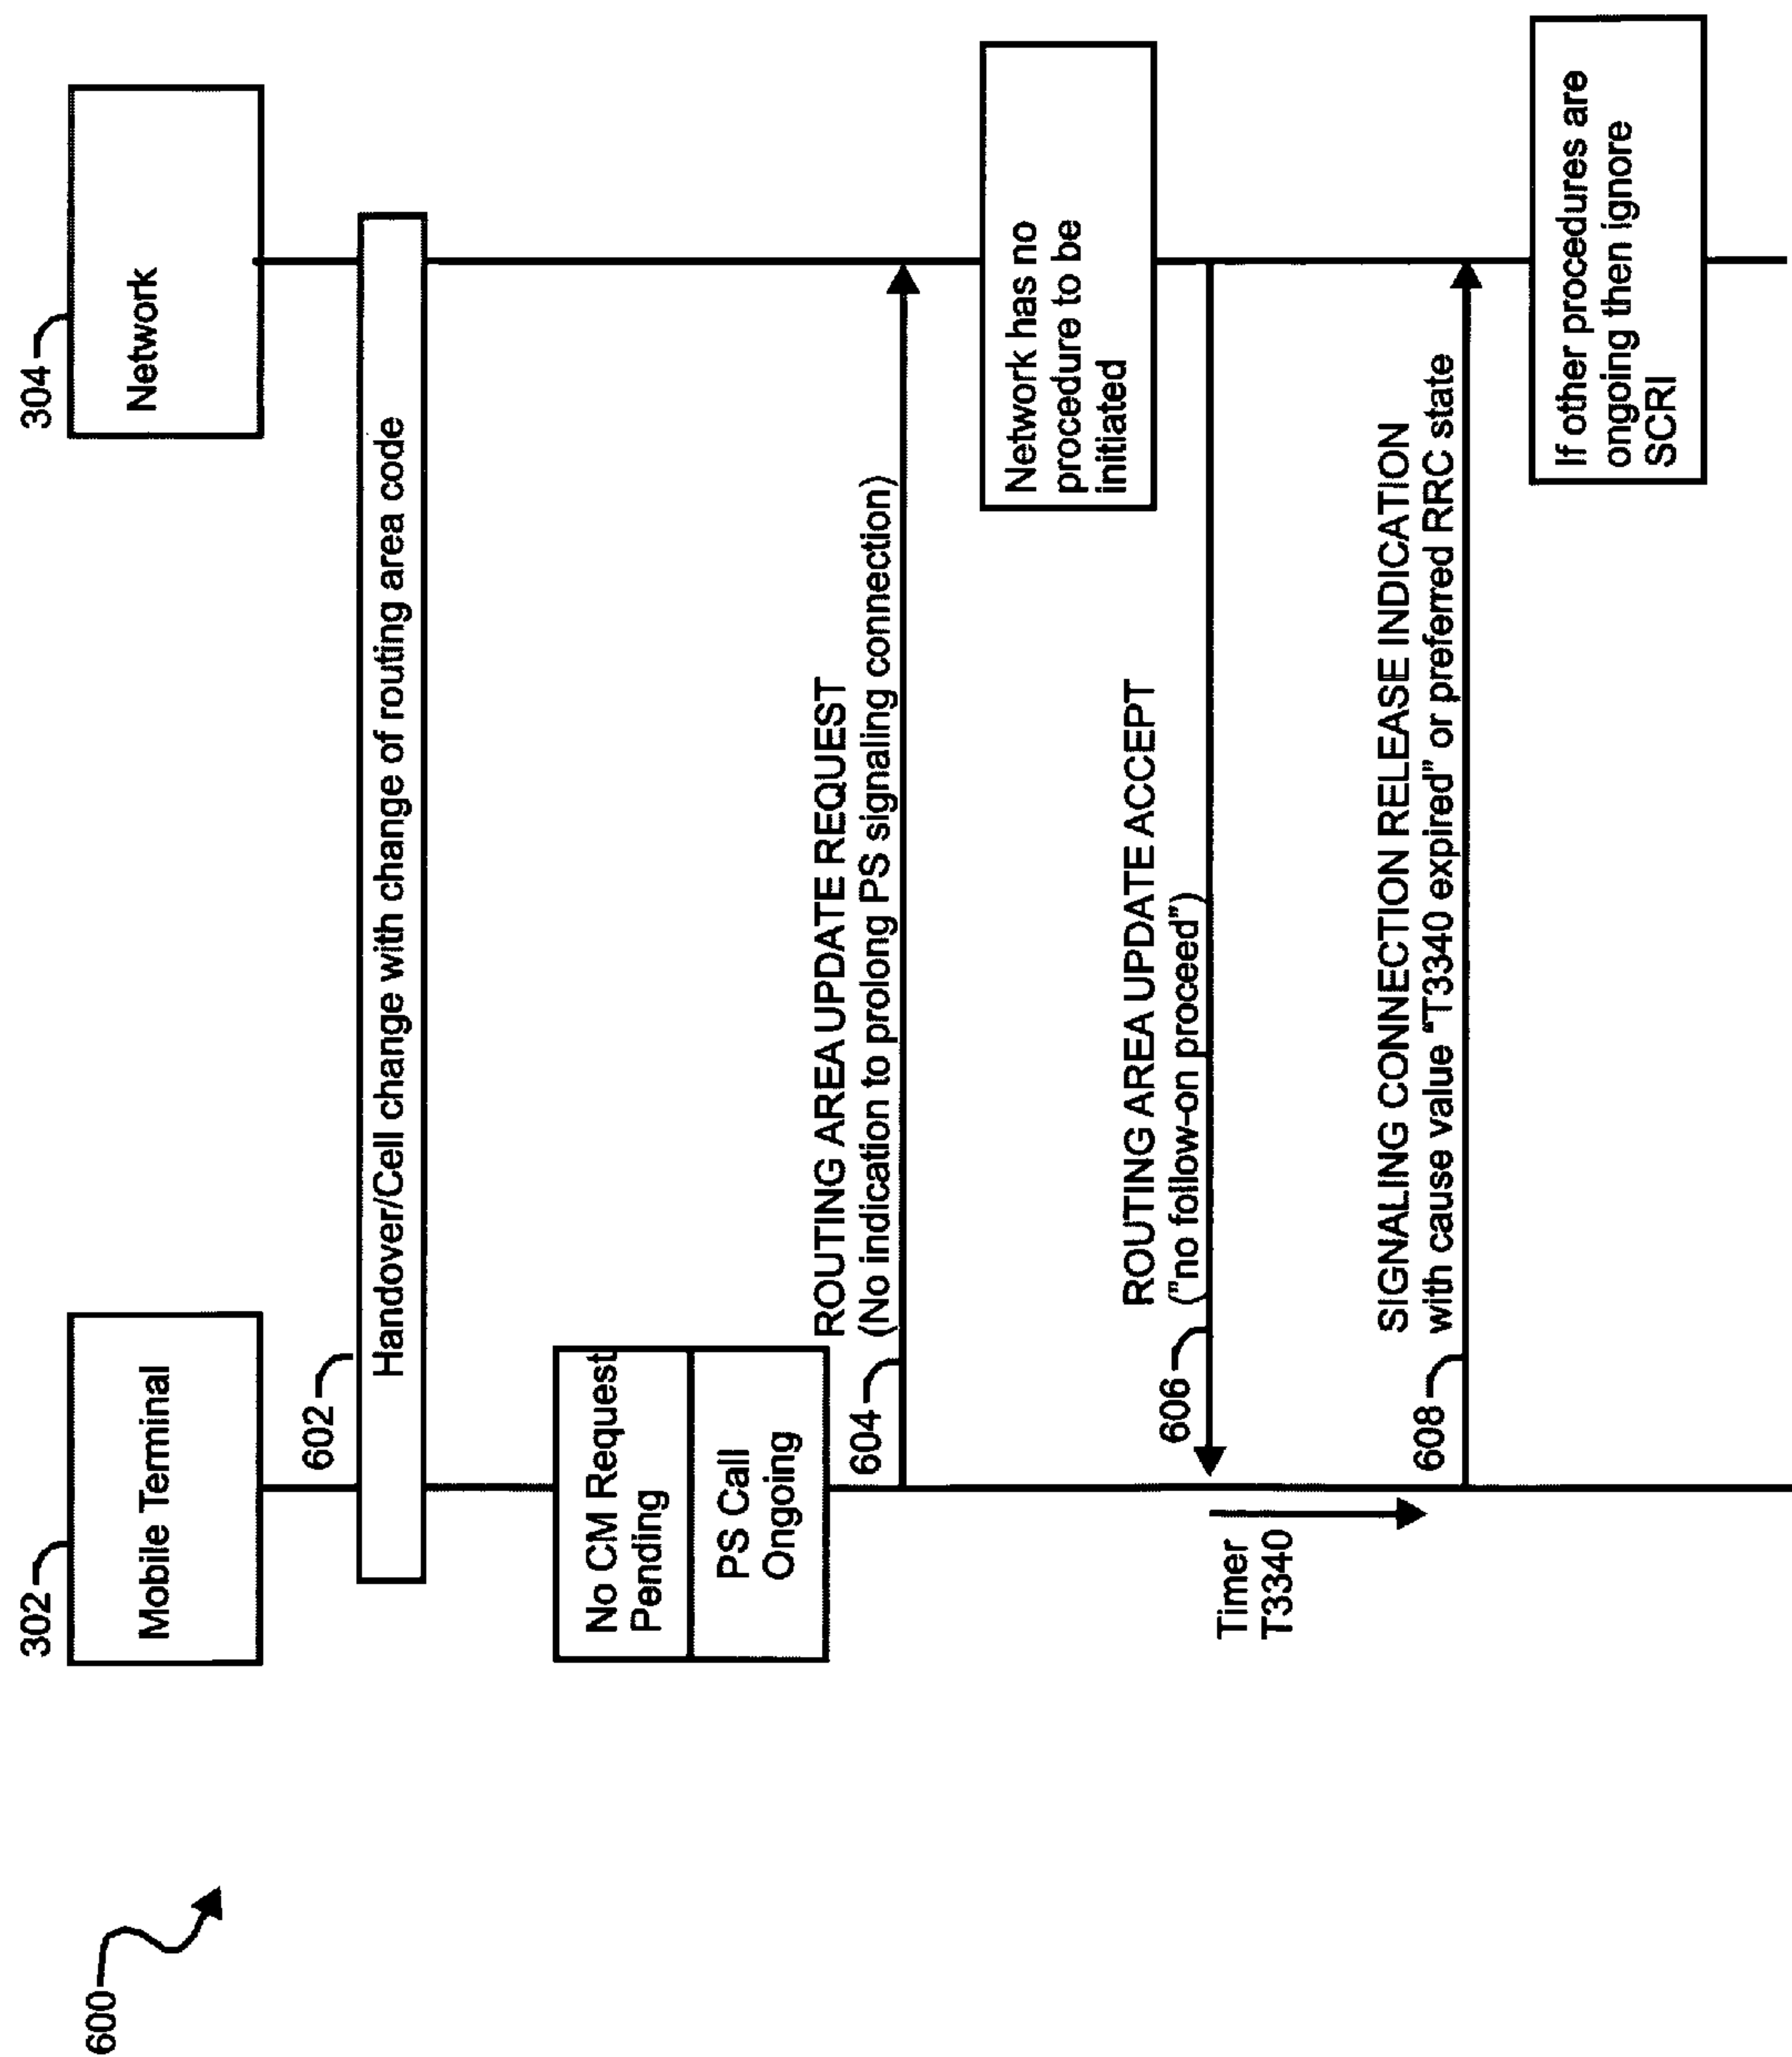 600
302
Mobile Terminal
304
Network
602
Handover/Cell change with change of routing area code
No CM Request
Pending
PS Call
Ongoing
604
ROUTING AREA UPDATE REQUEST
(No indication to prolong PS signaling connection)
Network has no
procedure to be
initiated
606
ROUTING AREA UPDATE ACCEPT
("no follow-on proceed")
Timer
T3340
608
SIGNALING CONNECTION RELEASE INDICATION
with cause value "T3340 expired" or preferred RRC state
If other procedures are
ongoing then ignore
SCRI